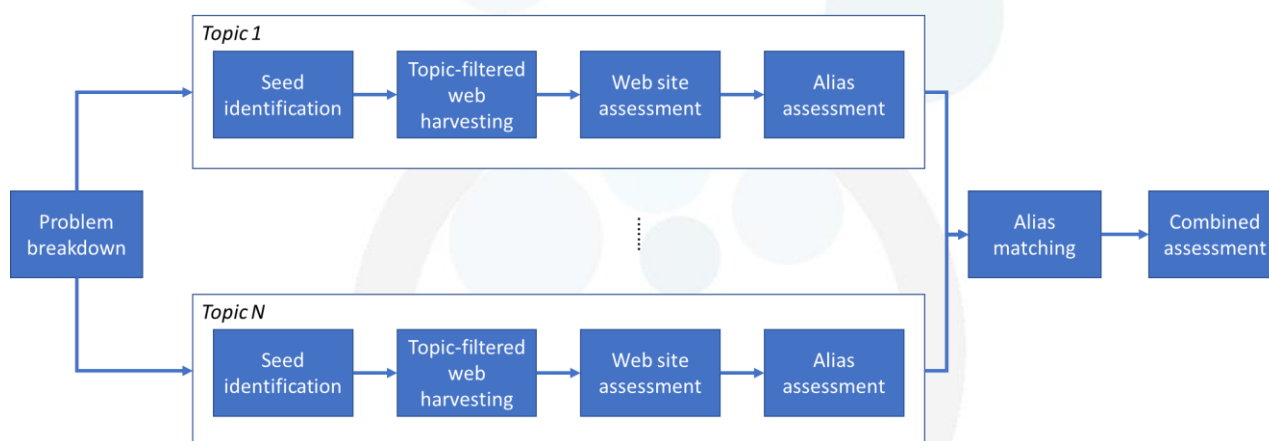 Topic 1
Seed
identification
Topic-filtered
web
harvesting
Web site
assessment
Alias
assessment
Problem
breakdown
Alias
matching
Combined
assessment
Topic N
Seed
identification
Topic-filtered
web
harvesting
Web site
assessment
Alias
assessment